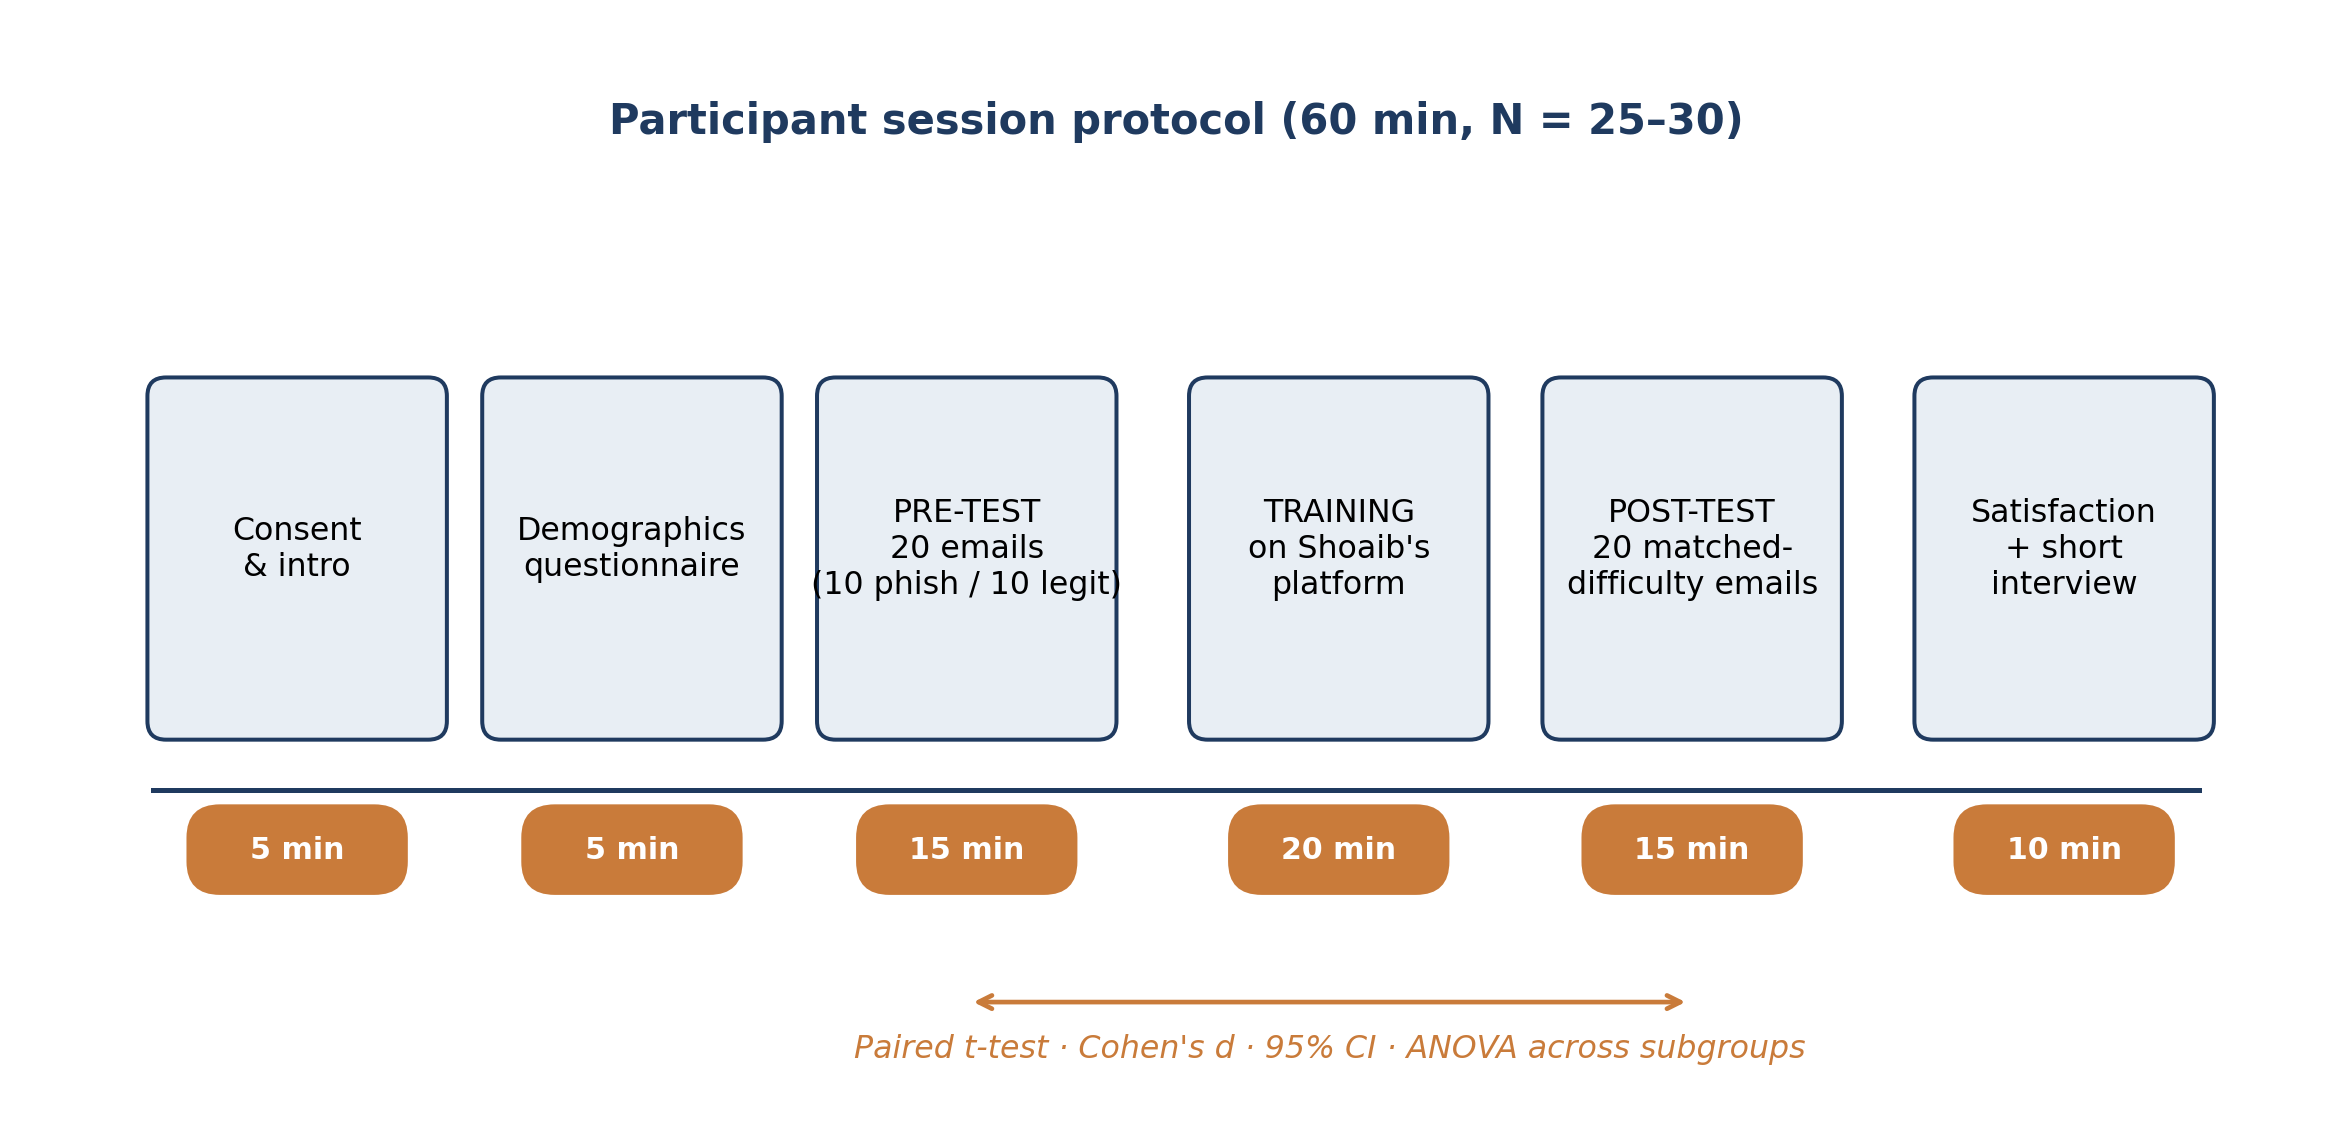 Participant session protocol (60 min, N = 25–30)
Consent
& intro
Demographics
questionnaire
PRE-TEST
20 emails
(10 phish / 10 legit)
TRAINING
on Shoaib's
platform
POST-TEST
20 matched-
difficulty emails
Satisfaction
+ short
interview
5 min
5 min
15 min
20 min
15 min
10 min
Paired t-test · Cohen's d · 95% CI · ANOVA across subgroups